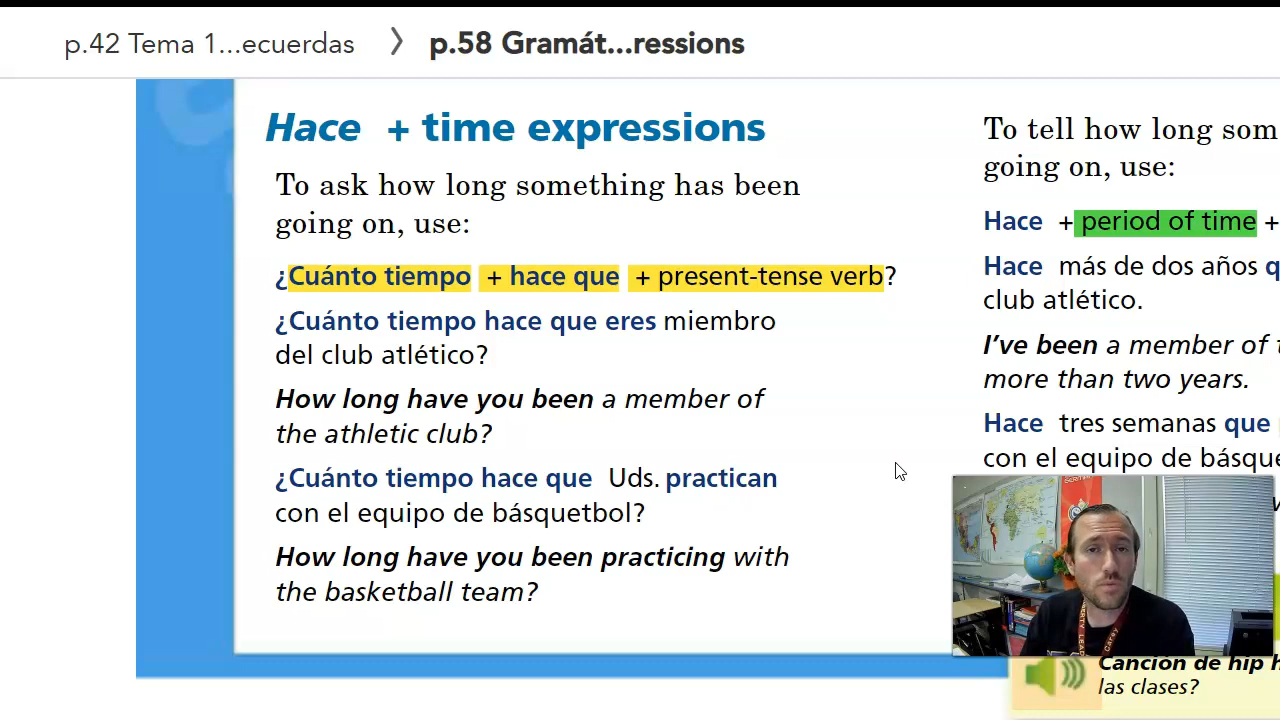 p.42 Tema 1...ecuerdas
p.58 Gramát...ressions
Hace + time expressions
To ask how long something has been
going on, use:
¿Cuánto tiempo + hace que + present-tense verb?
¿Cuánto tiempo hace que eres miembro
del club atlético?
How long have you been a member of
the athletic club?
¿Cuánto tiempo hace que Uds. practican
con el equipo de básquetbol?
How long have you been practicing with
the basketball team?
To tell how long som
going on, use:
Hace + period of time +
Hace más de dos años q
club atlético.
I've been a member of t
more than two years.
Hace tres semanas que
con el equipo de básque
Canción de hip h
las clases?